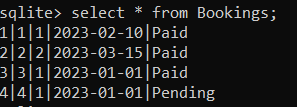 sqlite> select * from Bookings;
1|1|1|2023-02-10|Paid
2|2|2|2023-03-15|Paid
3|3|1|2023-01-01|Paid
4|4|1|2023-01-01|Pending